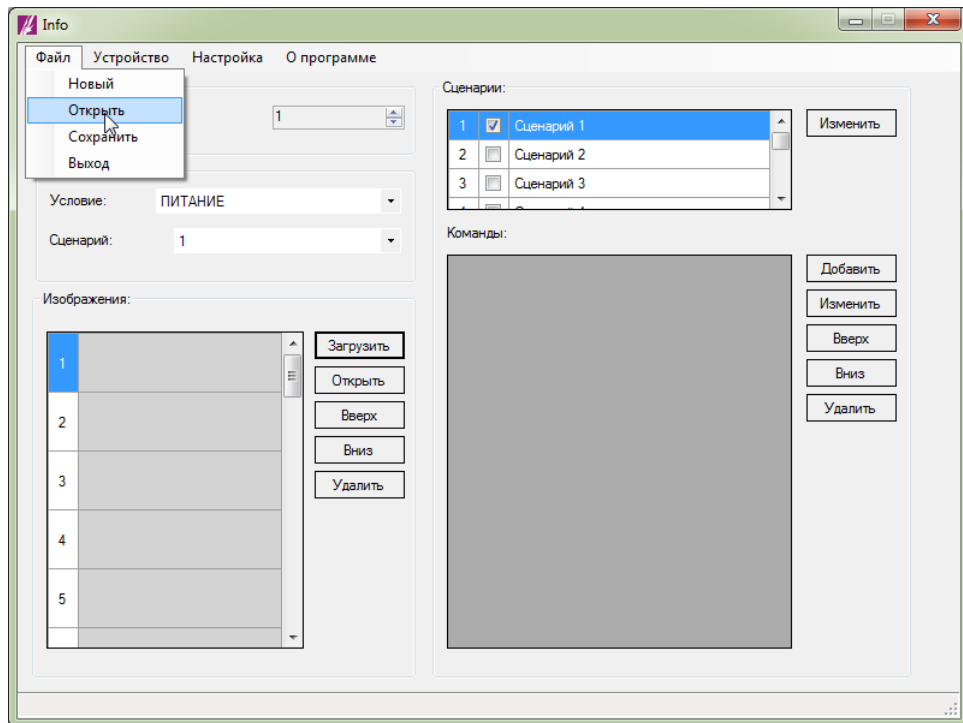 Info
Файл Устройство Настройка О программе
Новый
Открыть
Сохранить
Выход
1
Условие: ПИТАНИЕ
Сценарий: 1
Изображения:
1
2
3
4
5
Загрузить
Открыть
Вверх
Вниз
Удалить
Сценарии:
1 Сценарий 1
2 Сценарий 2
3 Сценарий 3
Изменить
Команды:
Добавить
Изменить
Вверх
Вниз
Удалить